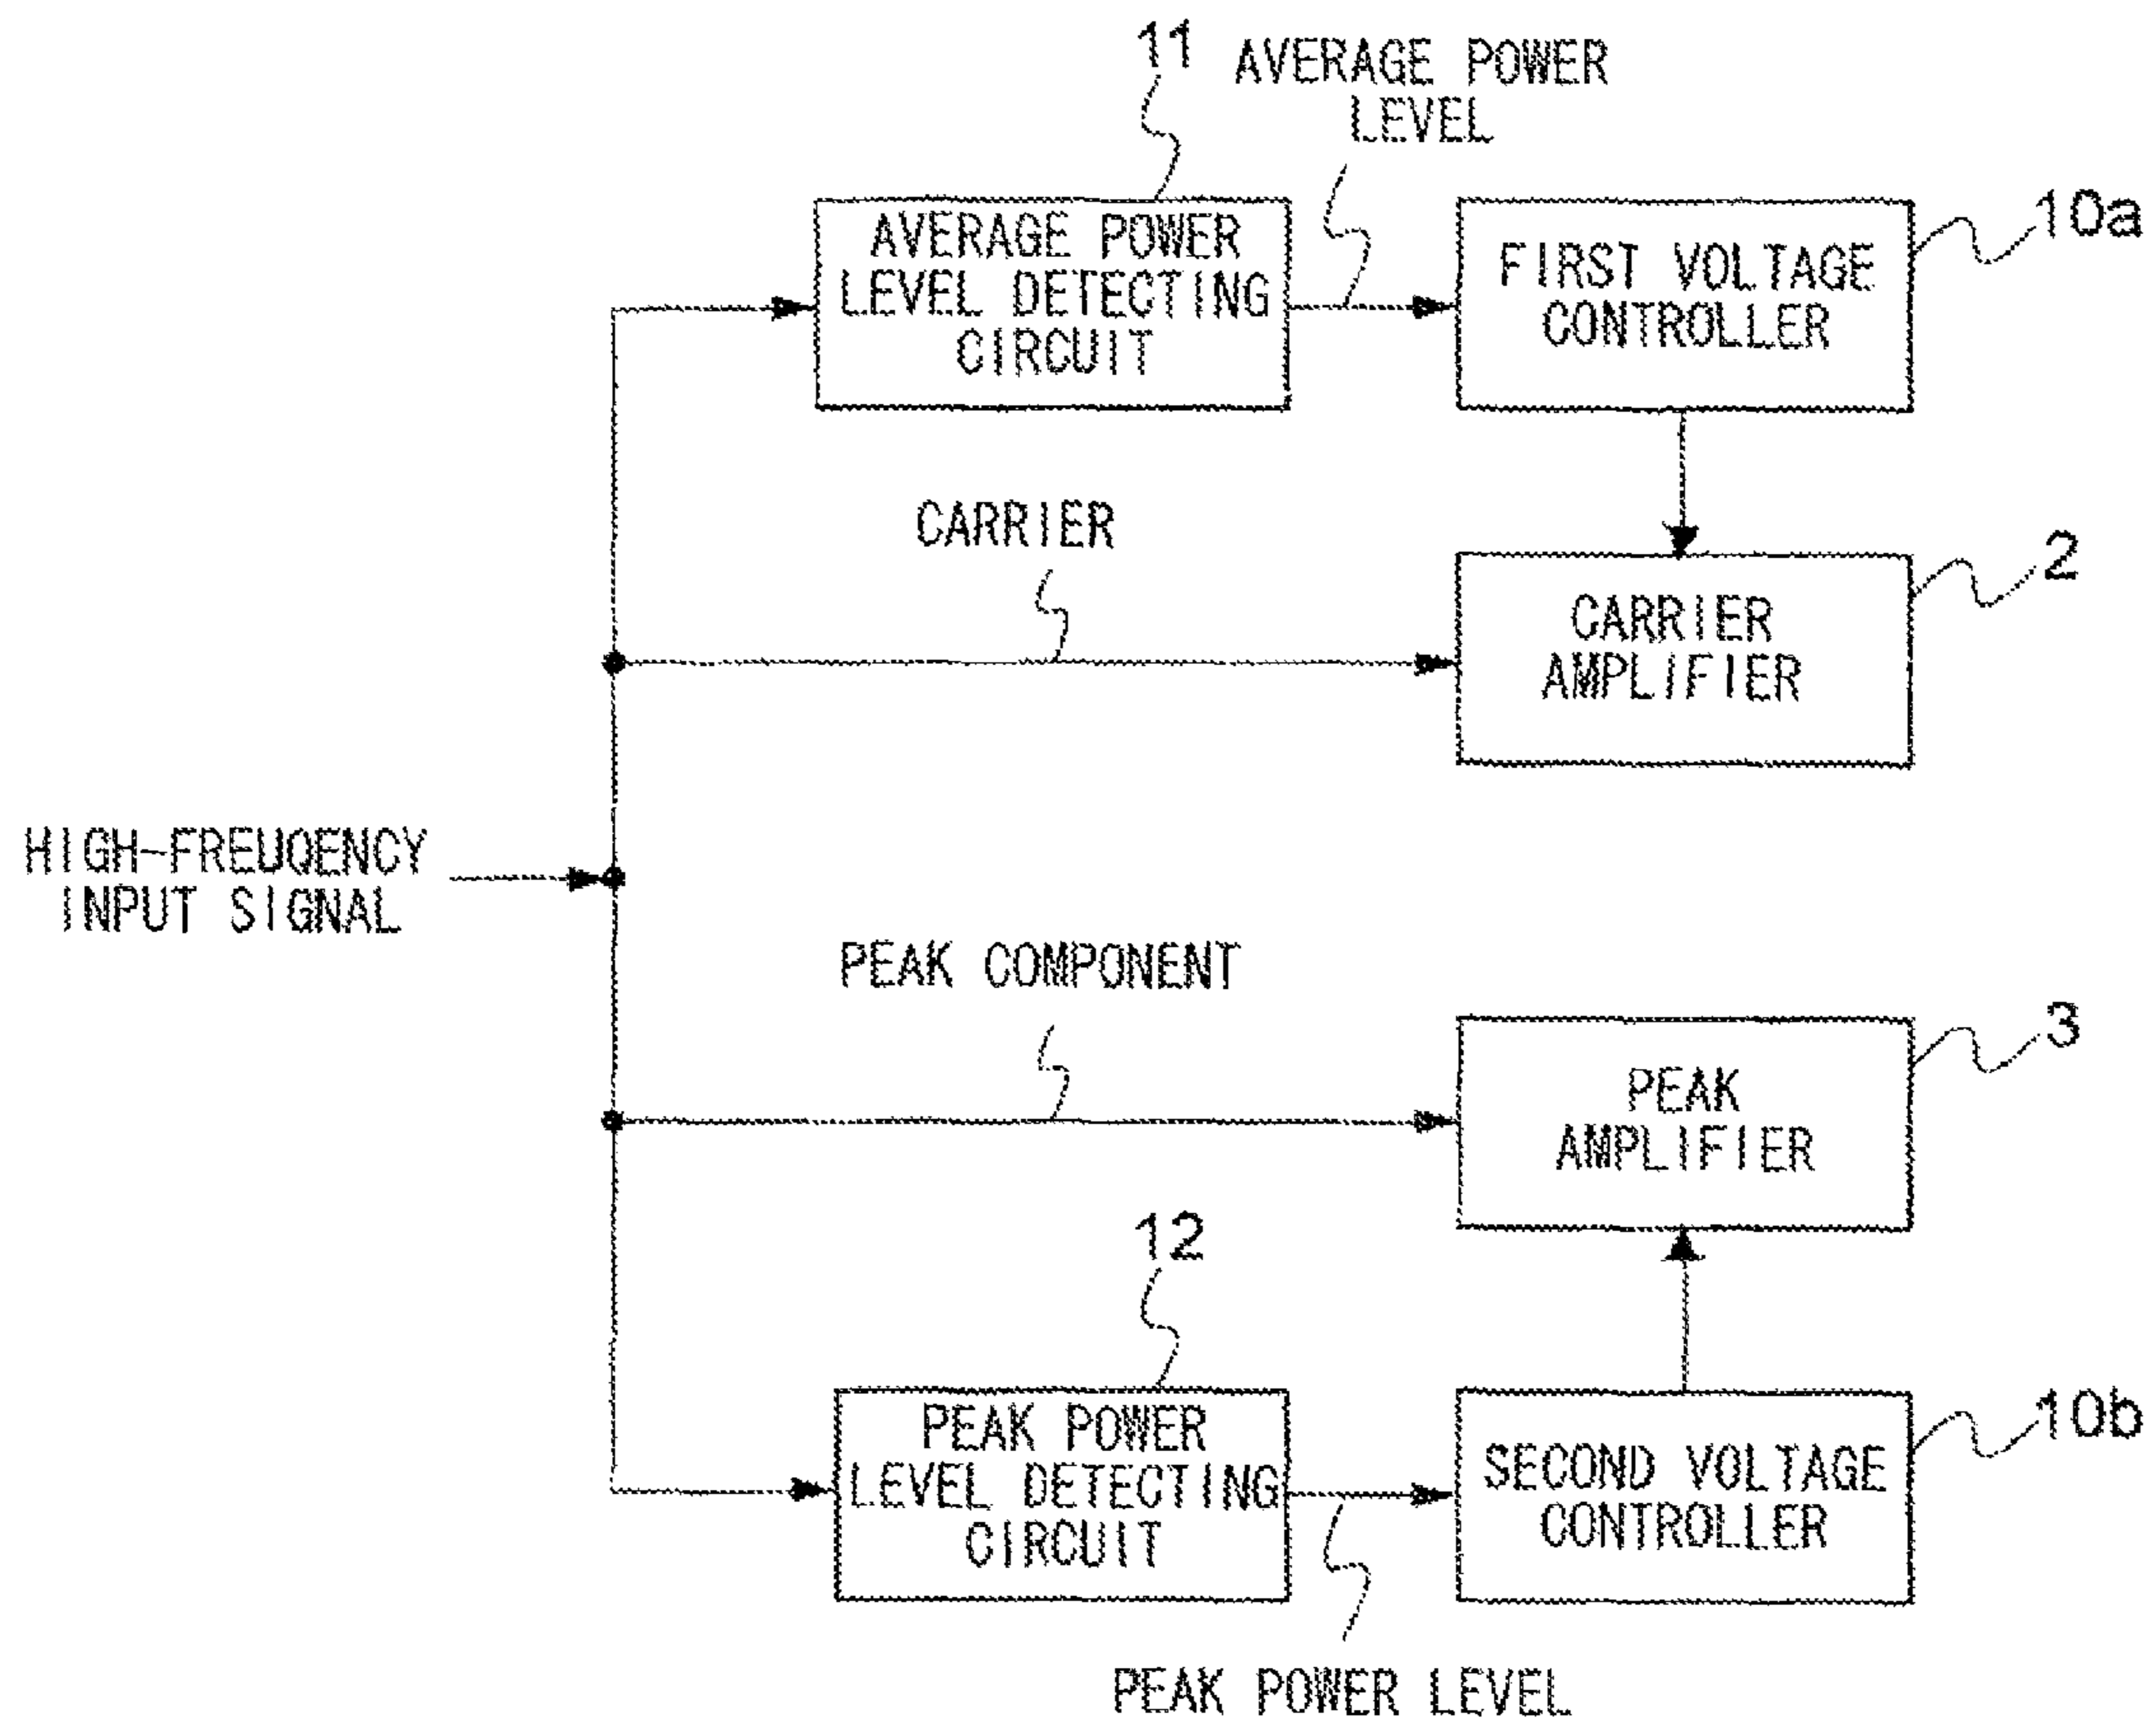 11
AVERAGE POWER
LEVEL
AVERAGE POWER
LEVEL DETECTING
CIRCUIT
FIRST VOLTAGE
CONTROLLER
10a
CARRIER
CARRIER
AMPLIFIER
2
HIGH-FREUQENCY
INPUT SIGNAL
PEAK COMPONENT
PEAK
AMPLIFIER
3
12
PEAK POWER
LEVEL DETECTING
CIRCUIT
SECOND VOLTAGE
CONTROLLER
10b
PEAK POWER LEVEL